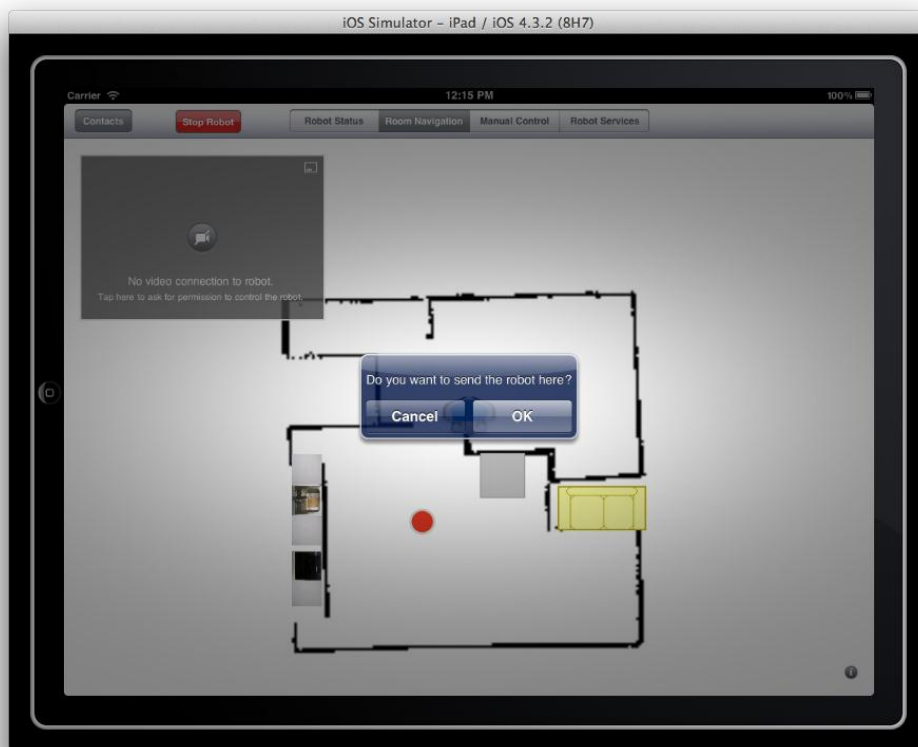 iOS Simulator – iPad / iOS 4.3.2 (8H7)
Carrier 12:15 PM 100%
Contacts Stop Robot Robot Status Room Navigation Manual Control Robot Services
No video connection to robot.
Tap here to ask for permission to control the robot.
Do you want to send the robot here?
Cancel OK